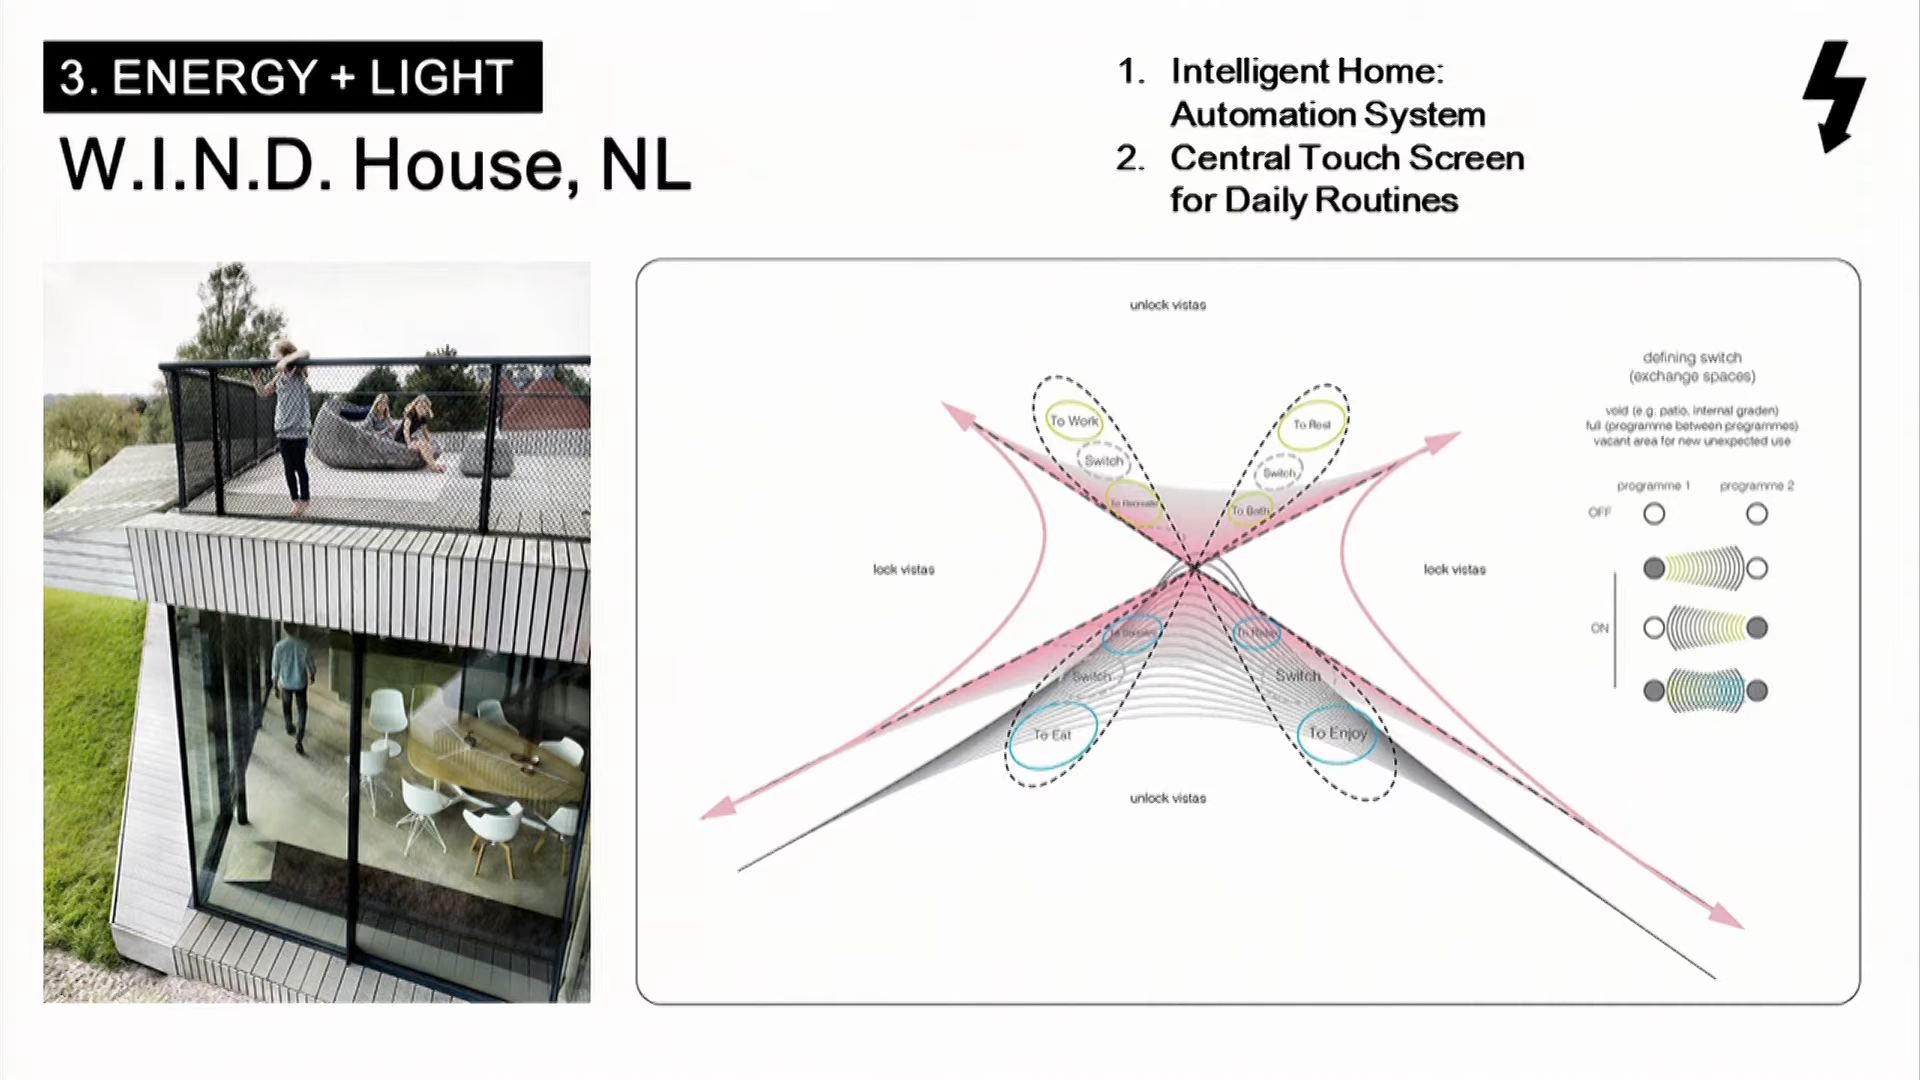 3. ENERGY + LIGHT
W.I.N.D. House, NL
1. Intelligent Home:
Automation System
2. Central Touch Screen
for Daily Routines
unlock vistas
defining switch
(exchange spaces)
void (e.g. patio, internal graden)
full (programme between programmes)
vacant area for new unexpected use
programme 1 programme 2
OFF
ON
To Work
To Rest
Switch
Switch
To Recreate
To Bath
lock vistas
lock vistas
Switch
Switch
To Eat
To Enjoy
unlock vistas